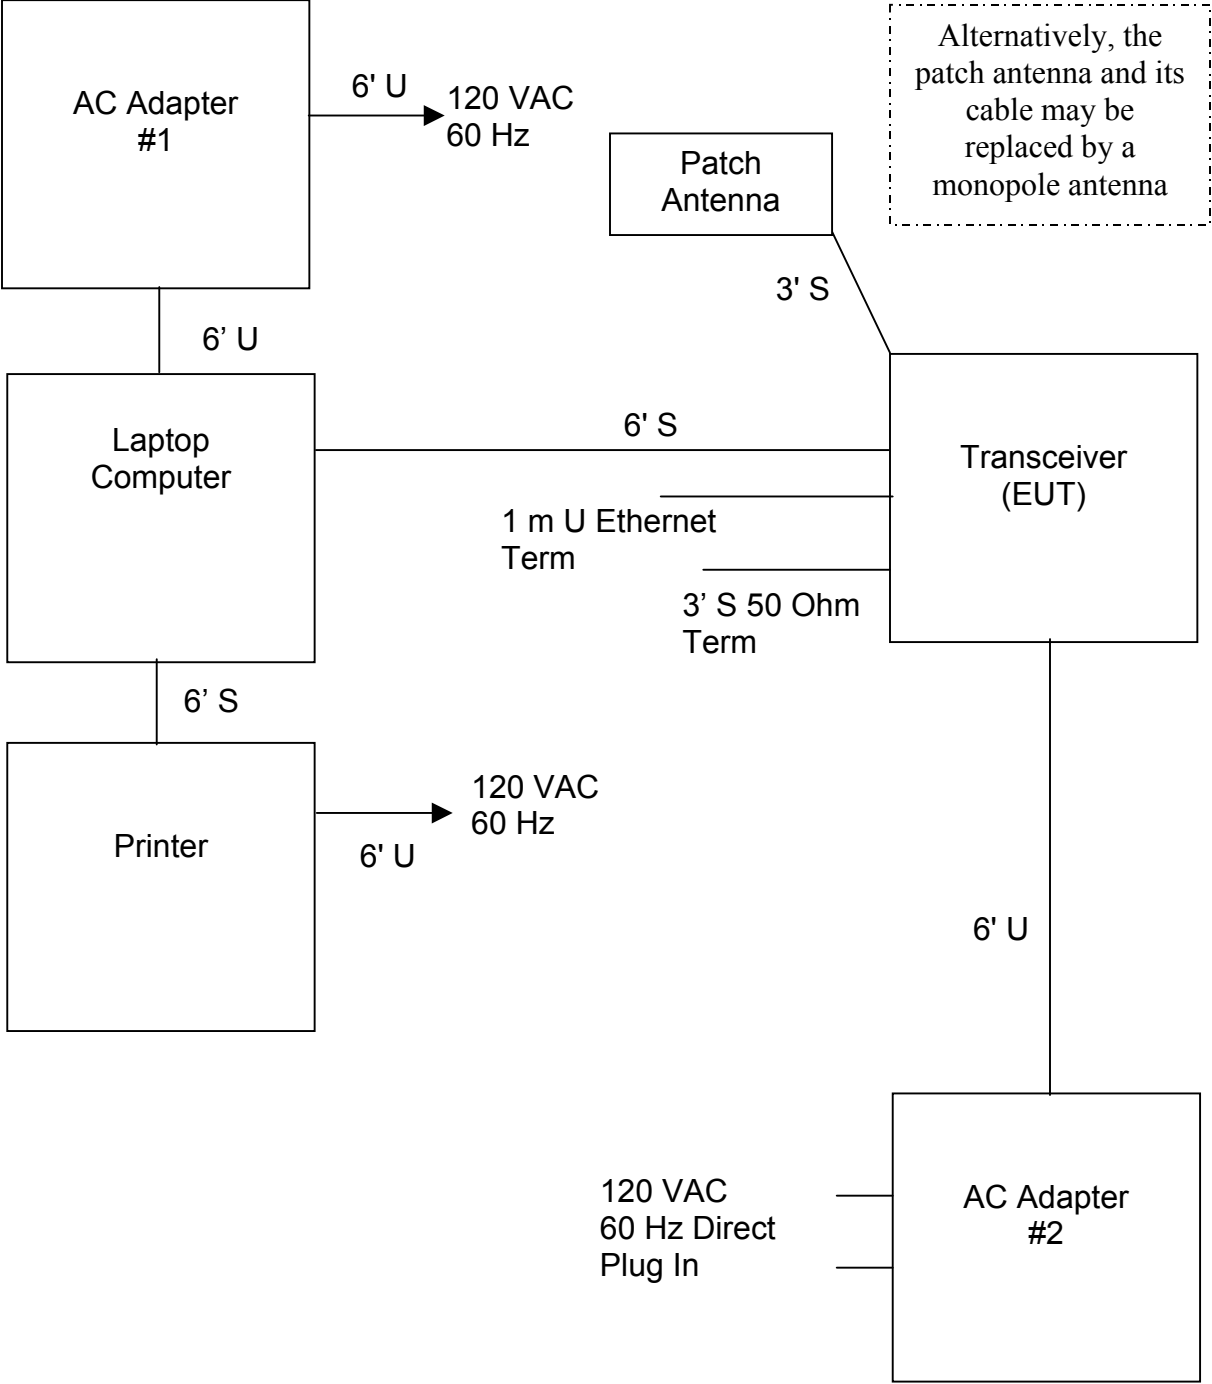 AC Adapter
#1
6' U
120 VAC
60 Hz
Alternatively, the
patch antenna and its
cable may be
replaced by a
monopole antenna
Patch
Antenna
3' S
6’ U
Laptop
Computer
6' S
Transceiver
(EUT)
1 m U Ethernet
Term
3’ S 50 Ohm
Term
6’ S
Printer
120 VAC
60 Hz
6' U
6' U
120 VAC
60 Hz Direct
Plug In
AC Adapter
#2